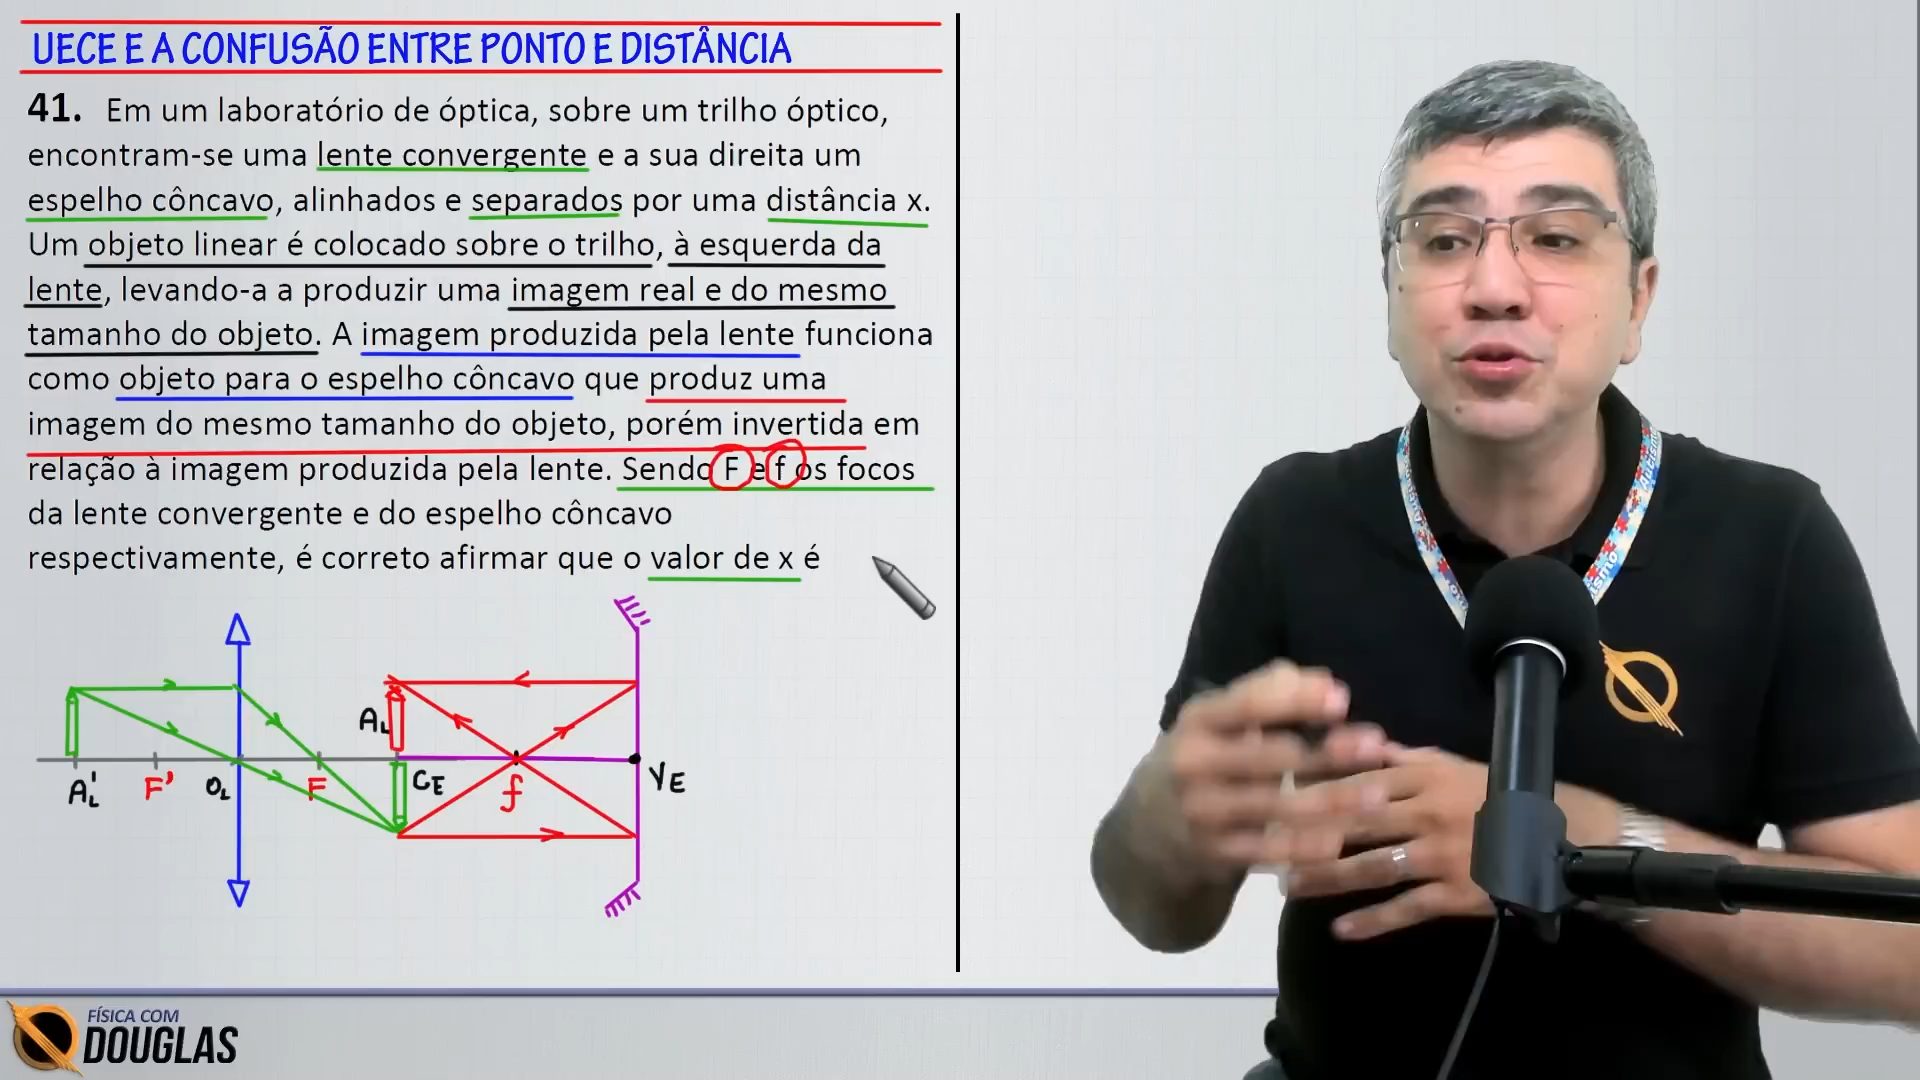 UECE E A CONFUSÃO ENTRE PONTO E DISTÂNCIA
41. Em um laboratório de óptica, sobre um trilho óptico,
encontram-se uma lente convergente e a sua direita um
espelho côncavo, alinhados e separados por uma distância x.
Um objeto linear é colocado sobre o trilho, à esquerda da
lente, levando-a a produzir uma imagem real e do mesmo
tamanho do objeto. A imagem produzida pela lente funciona
como objeto para o espelho côncavo que produz uma
imagem do mesmo tamanho do objeto, porém invertida em
relação à imagem produzida pela lente. Sendo F e f os focos
da lente convergente e do espelho côncavo
respectivamente, é correto afirmar que o valor de x é
AL
AL' F' OL F CE f VE
FÍSICA COM
DOUGLAS